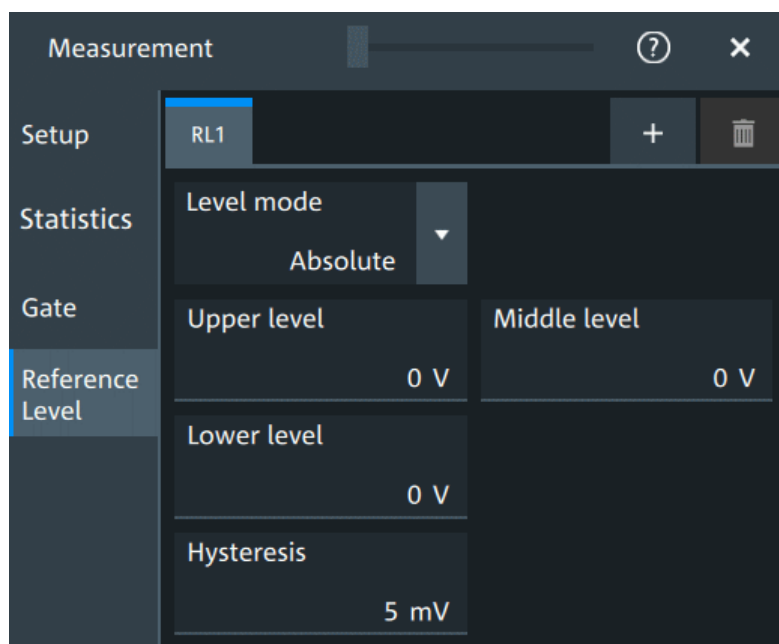 Measurement
?
×
Setup
RL1
+
Statistics
Level mode
Absolute
Gate
Upper level
0 V
Middle level
0 V
Reference
Level
Lower level
0 V
Hysteresis
5 mV